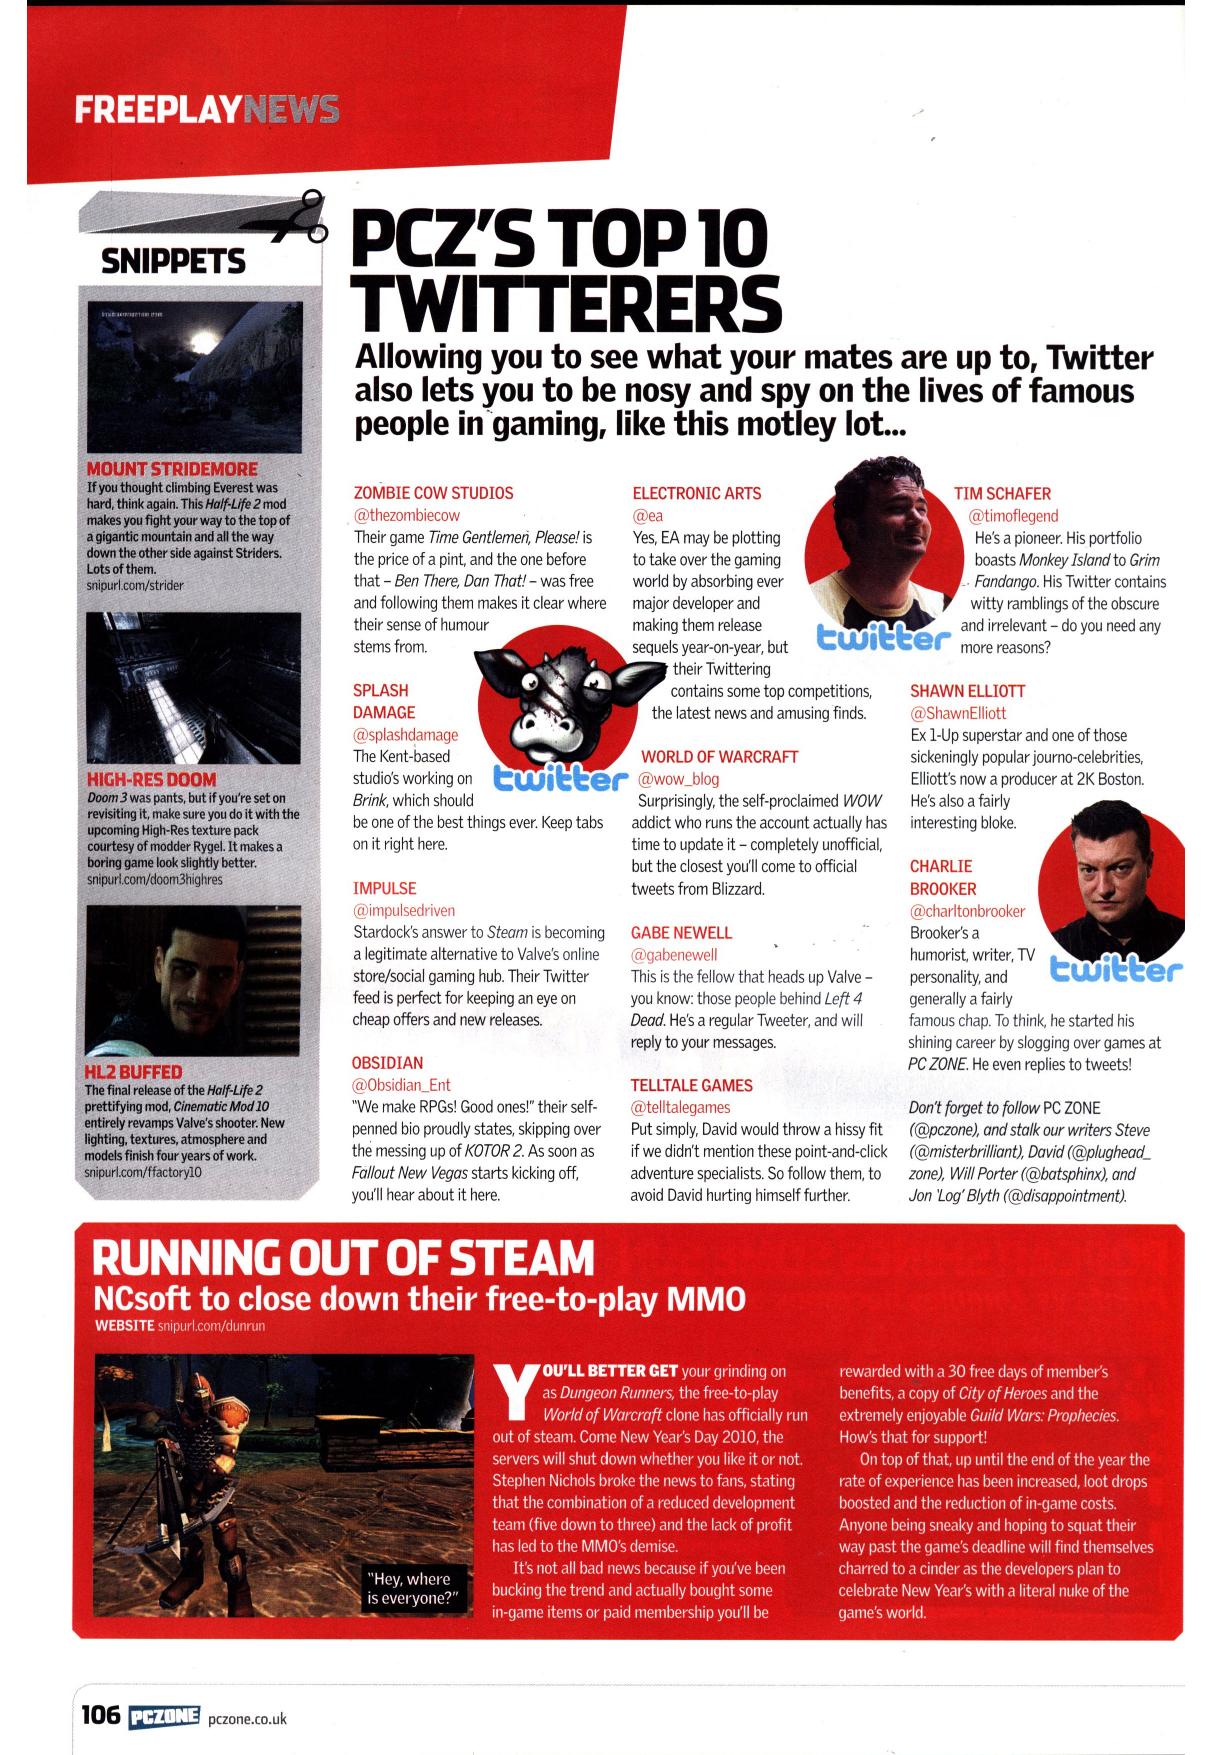 FREEPLAYNEWS
SNIPPETS
MOUNT STRIDEMORE
If you thought climbing Everest was
hard, think again. This Half-Life 2 mod
makes you fight your way to the top of
a gigantic mountain and all the way
down the other side against Striders.
Lots of them.
snipurl.com/strider
HIGH-RES DOOM
Doom 3 was pants, but if you're set on
revisiting it, make sure you do it with the
upcoming High-Res texture pack
courtesy of modder Rygel. It makes a
boring game look slightly better.
snipurl.com/doom3highres
HL2 BUFFED
The final release of the Half-Life 2
prettifying mod, Cinematic Mod 10
entirely revamps Valve's shooter. New
lighting, textures, atmosphere and
models finish four years of work.
snipurl.com/ffactory10
PCZ'S TOP 10
TWITTERERS
Allowing you to see what your mates are up to, Twitter
also lets you to be nosy and spy on the lives of famous
people in gaming, like this motley lot...
ZOMBIE COW STUDIOS
@thezombiecow
Their game Time Gentlemen, Please! is
the price of a pint, and the one before
that – Ben There, Dan That! – was free
and following them makes it clear where
their sense of humour
stems from.
twitter
SPLASH
DAMAGE
@splashdamage
The Kent-based
studio's working on
Brink, which should
be one of the best things ever. Keep tabs
on it right here.
IMPULSE
@impulsedriven
Stardock's answer to Steam is becoming
a legitimate alternative to Valve's online
store/social gaming hub. Their Twitter
feed is perfect for keeping an eye on
cheap offers and new releases.
OBSIDIAN
@Obsidian_Ent
"We make RPGs! Good ones!" their self-
penned bio proudly states, skipping over
the messing up of KOTOR 2. As soon as
Fallout New Vegas starts kicking off,
you'll hear about it here.
ELECTRONIC ARTS
@ea
Yes, EA may be plotting
to take over the gaming
world by absorbing ever
major developer and
making them release
sequels year-on-year, but
their Twittering
contains some top competitions,
the latest news and amusing finds.
WORLD OF WARCRAFT
@wow_blog
Surprisingly, the self-proclaimed WOW
addict who runs the account actually has
time to update it – completely unofficial,
but the closest you'll come to official
tweets from Blizzard.
GABE NEWELL
@gabenewell
This is the fellow that heads up Valve –
you know: those people behind Left 4
Dead. He's a regular Tweeter, and will
reply to your messages.
TELLTALE GAMES
@telltalegames
Put simply, David would throw a hissy fit
if we didn't mention these point-and-click
adventure specialists. So follow them, to
avoid David hurting himself further.
twitter
TIM SCHAFER
@timoflegend
He's a pioneer. His portfolio
boasts Monkey Island to Grim
Fandango. His Twitter contains
witty ramblings of the obscure
and irrelevant – do you need any
more reasons?
SHAWN ELLIOTT
@ShawnElliott
Ex 1-Up superstar and one of those
sickeningly popular journo-celebrities,
Elliott's now a producer at 2K Boston.
He's also a fairly
interesting bloke.
CHARLIE
BROOKER
@charltonbrooker
Brooker's a
humorist, writer, TV
personality, and
generally a fairly
famous chap. To think, he started his
shining career by slogging over games at
PC ZONE. He even replies to tweets!
twitter
Don't forget to follow PC ZONE
(@pczone), and stalk our writers Steve
(@misterbrilliant), David (@plughead_
zone), Will Porter (@batsphinx), and
Jon 'Log' Blyth (@disappointment).
RUNNING OUT OF STEAM
NCsoft to close down their free-to-play MMO
WEBSITE snipurl.com/dunrun
"Hey, where
is everyone?"
YOU'LL BETTER GET your grinding on
as Dungeon Runners, the free-to-play
World of Warcraft clone has officially run
out of steam. Come New Year's Day 2010, the
servers will shut down whether you like it or not.
Stephen Nichols broke the news to fans, stating
that the combination of a reduced development
team (five down to three) and the lack of profit
has led to the MMO's demise.
It's not all bad news because if you've been
bucking the trend and actually bought some
in-game items or paid membership you'll be
rewarded with a 30 free days of member's
benefits, a copy of City of Heroes and the
extremely enjoyable Guild Wars: Prophecies.
How's that for support!
On top of that, up until the end of the year the
rate of experience has been increased, loot drops
boosted and the reduction of in-game costs.
Anyone being sneaky and hoping to squat their
way past the game's deadline will find themselves
charred to a cinder as the developers plan to
celebrate New Year's with a literal nuke of the
game's world.
106 PCZONE pczone.co.uk